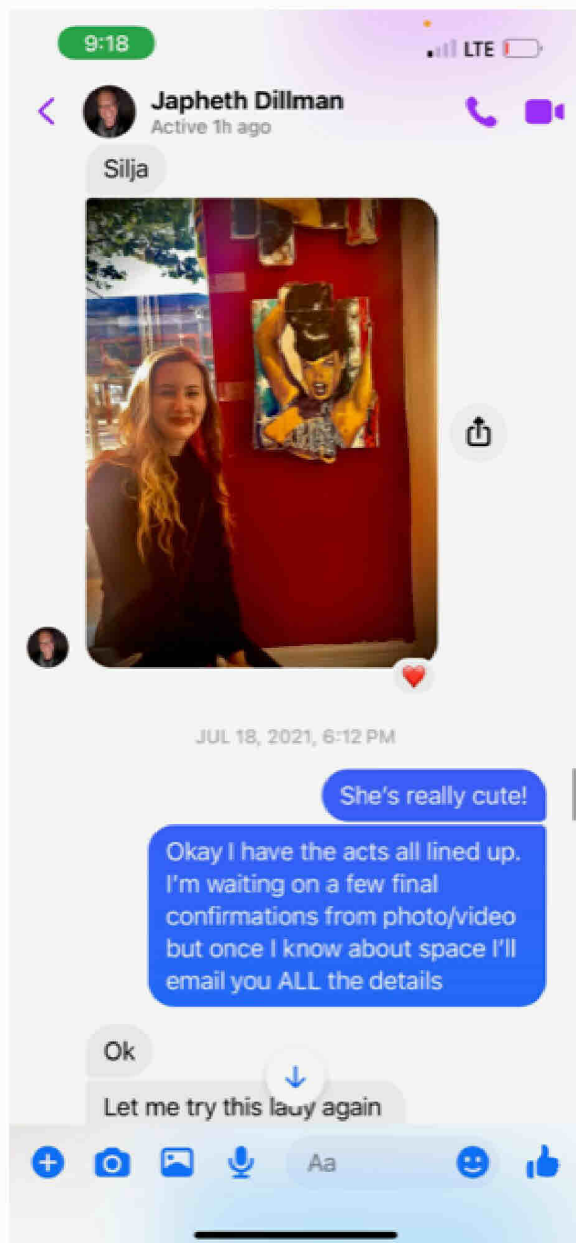 9:18
LTE
Japheth Dillman
Active 1h ago
Silja
JUL 18, 2021, 6:12 PM
She's really cute!
Okay I have the acts all lined up.
I'm waiting on a few final
confirmations from photo/video
but once I know about space I'll
email you ALL the details
Ok
Let me try this lady again
Aa